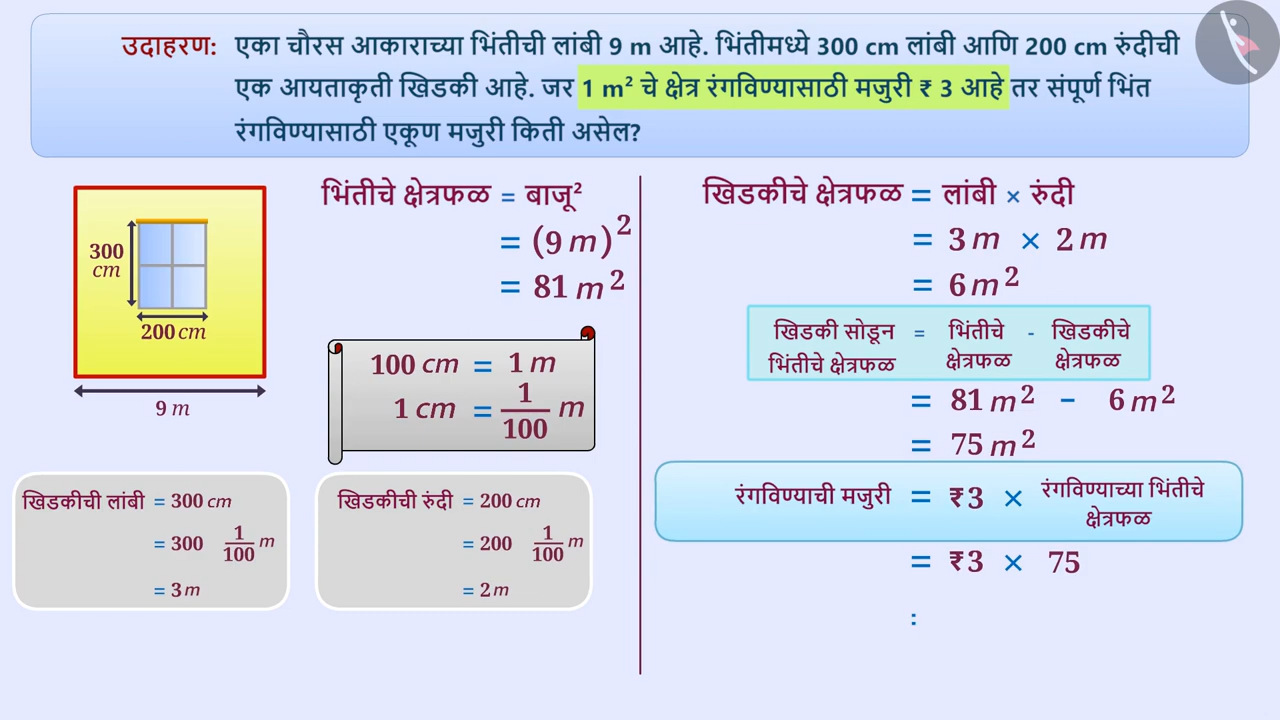 उदाहरण: एका चौरस आकाराच्या भिंतीची लांबी 9 m आहे. भिंतीमध्ये 300 cm लांबी आणि 200 cm रुंदीची
एक आयताकृती खिडकी आहे. जर 1 m² चे क्षेत्र रंगविण्यासाठी मजुरी ₹ 3 आहे तर संपूर्ण भिंत
रंगविण्यासाठी एकूण मजुरी किती असेल?
300
cm
200 cm
9 m
भिंतीचे क्षेत्रफळ = बाजू²
= (9 m)²
= 81 m²
100 cm = 1 m
1 cm = 1/100 m
खिडकीची लांबी = 300 cm
= 300 1/100 m
= 3 m
खिडकीची रुंदी = 200 cm
= 200 1/100 m
= 2 m
खिडकीचे क्षेत्रफळ = लांबी × रुंदी
= 3 m × 2 m
= 6 m²
खिडकी सोडून = भिंतीचे - खिडकीचे
भिंतीचे क्षेत्रफळ क्षेत्रफळ क्षेत्रफळ
= 81 m² - 6 m²
= 75 m²
रंगविण्याची मजुरी = ₹3 × रंगविण्याच्या भिंतीचे
क्षेत्रफळ
= ₹3 × 75
: